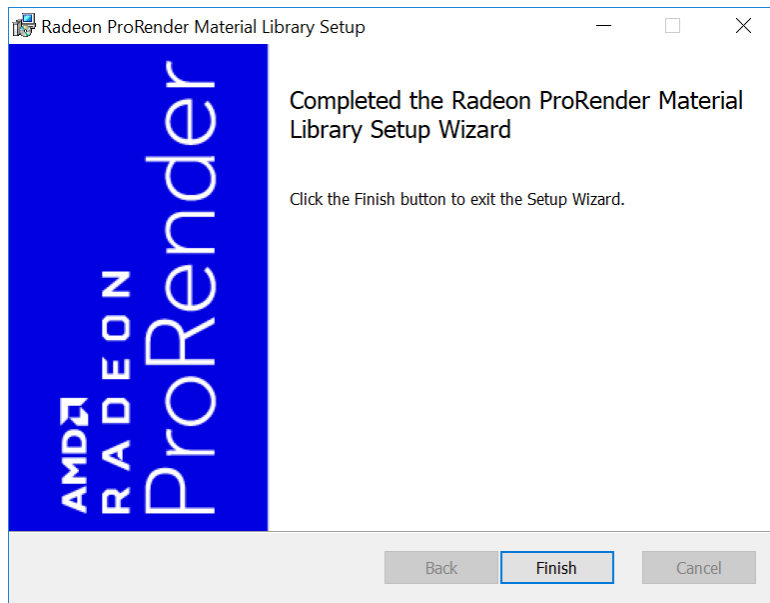 Radeon ProRender Material Library Setup
AMD
RADEON
ProRender
Completed the Radeon ProRender Material
Library Setup Wizard
Click the Finish button to exit the Setup Wizard.
Back
Finish
Cancel